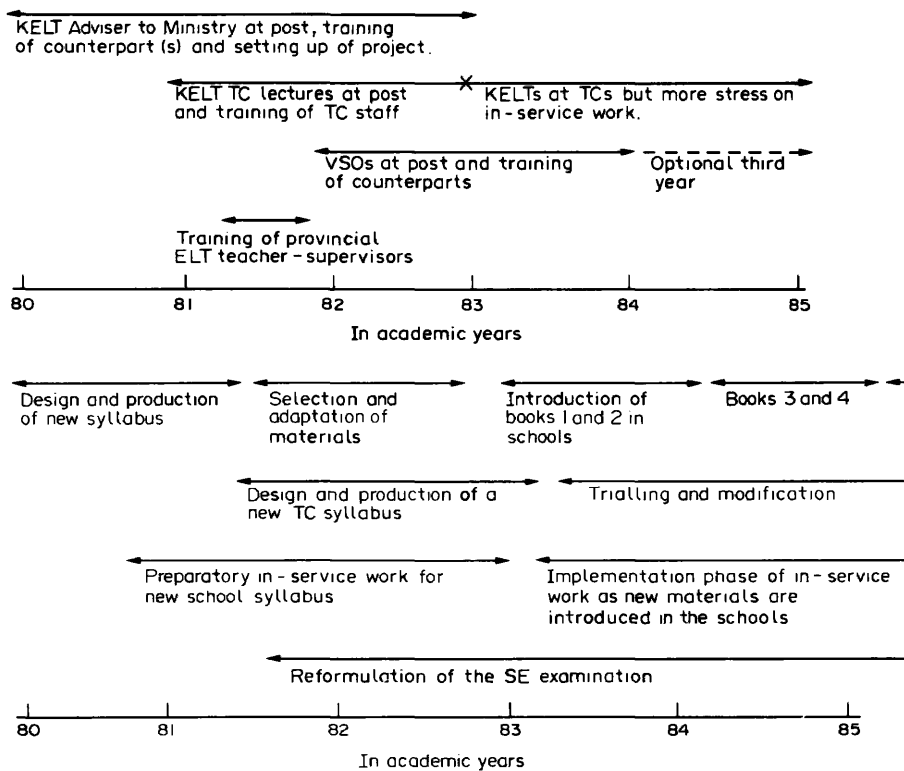 KELT Adviser to Ministry at post, training
of counterpart (s) and setting up of project.
KELT TC lectures at post
and training of TC staff
KELTs at TCs but more stress on
in-service work.
VSOs at post and training
of counterparts
Optional third
year
Training of provincial
ELT teacher-supervisors
80 81 82 83 84 85
In academic years
Design and production
of new syllabus
Selection and
adaptation of
materials
Introduction of
books 1 and 2 in
schools
Books 3 and 4
Design and production of a
new TC syllabus
Trialling and modification
Preparatory in-service work for
new school syllabus
Implementation phase of in-service
work as new materials are
introduced in the schools
Reformulation of the SE examination
80 81 82 83 84 85
In academic years